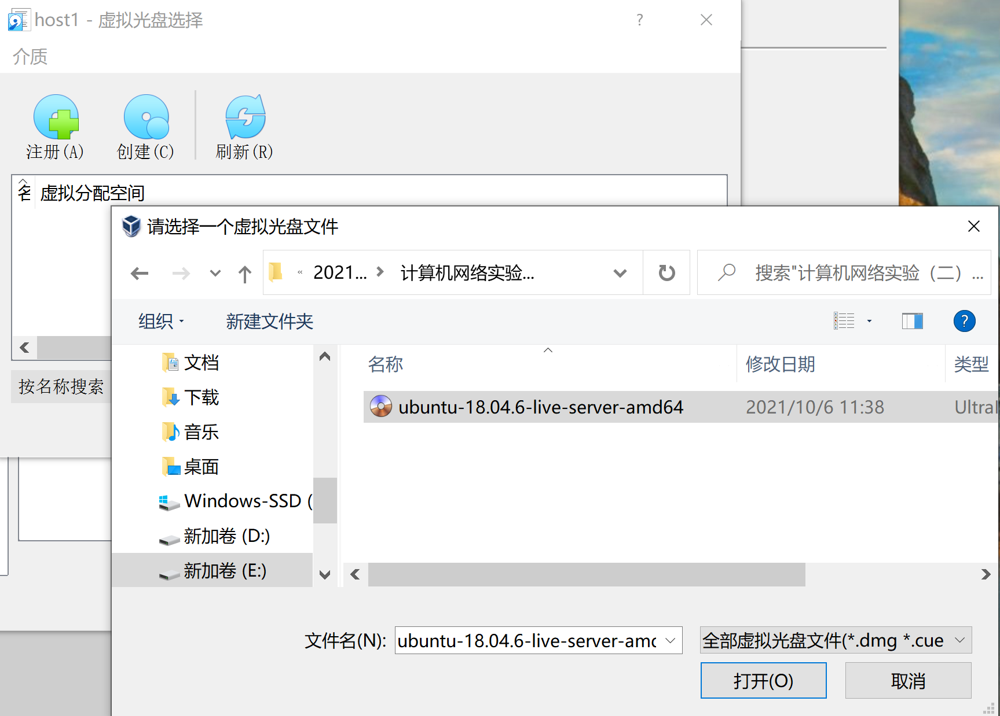 host1 - 虚拟光盘选择
介质
注册(A)
创建(C)
刷新(R)
名
虚拟分配空间
请选择一个虚拟光盘文件
« 2021... › 计算机网络实验...
搜索"计算机网络实验（二）...
组织
新建文件夹
文档
下载
音乐
桌面
Windows-SSD (
新加卷 (D:)
新加卷 (E:)
名称
修改日期
类型
ubuntu-18.04.6-live-server-amd64
2021/10/6 11:38
UltraI
按名称搜索
文件名(N):
ubuntu-18.04.6-live-server-amd
全部虚拟光盘文件(*.dmg *.cue
打开(O)
取消